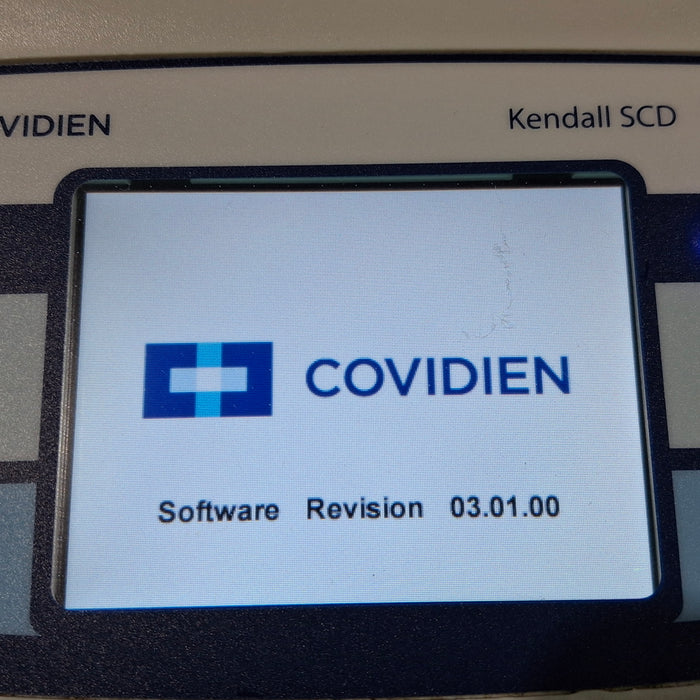 VIDIEN
Kendall SCD
COVIDIEN
Software Revision 03.01.00